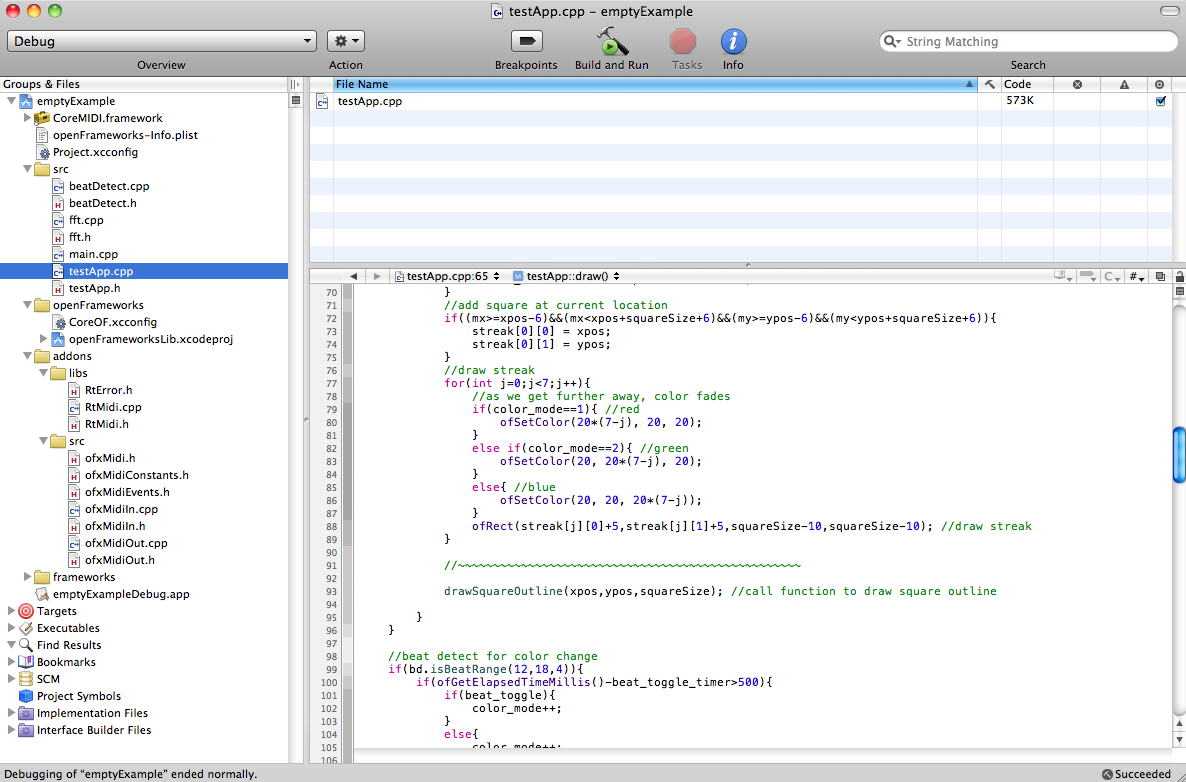 testApp.cpp – emptyExample
Debug
String Matching
Overview
Action
Breakpoints
Build and Run
Tasks
Info
Search
Groups & Files
emptyExample
CoreMIDI.framework
openFrameworks-Info.plist
Project.xcconfig
src
beatDetect.cpp
beatDetect.h
fft.cpp
fft.h
main.cpp
testApp.cpp
testApp.h
openFrameworks
CoreOF.xcconfig
openFrameworksLib.xcodeproj
addons
libs
RtError.h
RtMidi.cpp
RtMidi.h
src
ofxMidi.h
ofxMidiConstants.h
ofxMidiEvents.h
ofxMidiIn.cpp
ofxMidiIn.h
ofxMidiOut.cpp
ofxMidiOut.h
frameworks
emptyExampleDebug.app
Targets
Executables
Find Results
Bookmarks
SCM
Project Symbols
Implementation Files
Interface Builder Files
File Name
Code
testApp.cpp
573K
testApp.cpp:65
testApp::draw()
C
#
70 }
71 //add square at current location
72 if((mx>=xpos-6)&&(mx<xpos+squareSize+6)&&(my>=ypos-6)&&(my<ypos+squareSize+6)){
73 streak[0][0] = xpos;
74 streak[0][1] = ypos;
75 }
76 //draw streak
77 for(int j=0;j<7;j++){
78 //as we get further away, color fades
79 if(color_mode==1){ //red
80 ofSetColor(20*(7-j), 20, 20);
81 }
82 else if(color_mode==2){ //green
83 ofSetColor(20, 20*(7-j), 20);
84 }
85 else{ //blue
86 ofSetColor(20, 20, 20*(7-j));
87 }
88 ofRect(streak[j][0]+5,streak[j][1]+5,squareSize-10,squareSize-10); //draw streak
89 }
90
91 //~~~~~~~~~~~~~~~~~~~~~~~~~~~~~~~~~~~~~~~~~~~~~~~~~
92
93 drawSquareOutline(xpos,ypos,squareSize); //call function to draw square outline
94
95 }
96 }
97
98 //beat detect for color change
99 if(bd.isBeatRange(12,18,4)){
100 if(ofGetElapsedTimeMillis()-beat_toggle_timer>500){
101 if(beat_toggle){
102 color_mode++;
103 }
104 else{
105 color_mode++;
106
Debugging of "emptyExample" ended normally.
Succeeded